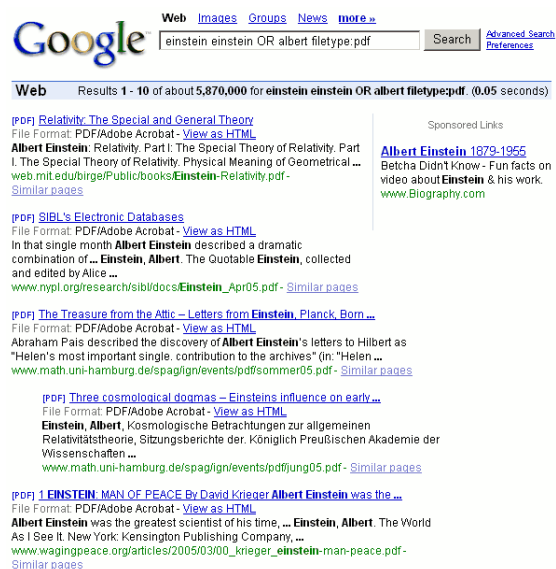 Google™
Web Images Groups News more »
einstein einstein OR albert filetype:pdf Search Advanced Search
Preferences
Web Results 1 - 10 of about 5,870,000 for einstein einstein OR albert filetype:pdf. (0.05 seconds)
[PDF] Relativity: The Special and General Theory
File Format: PDF/Adobe Acrobat - View as HTML
Albert Einstein: Relativity. Part I: The Special Theory of Relativity. Part
I. The Special Theory of Relativity. Physical Meaning of Geometrical ...
web.mit.edu/birge/Public/books/Einstein-Relativity.pdf -
Similar pages
[PDF] SIBL's Electronic Databases
File Format: PDF/Adobe Acrobat - View as HTML
In that single month Albert Einstein described a dramatic
combination of ... Einstein, Albert. The Quotable Einstein, collected
and edited by Alice ...
www.nypl.org/research/sibl/docs/Einstein_Apr05.pdf - Similar pages
[PDF] The Treasure from the Attic – Letters from Einstein, Planck, Born ...
File Format: PDF/Adobe Acrobat - View as HTML
Abraham Pais described the discovery of Albert Einstein's letters to Hilbert as
"Helen's most important single. contribution to the archives" (in: "Helen ...
www.math.uni-hamburg.de/spag/ign/events/pdf/sommer05.pdf - Similar pages
[PDF] Three cosmological dogmas – Einsteins influence on early ...
File Format: PDF/Adobe Acrobat - View as HTML
Einstein, Albert, Kosmologische Betrachtungen zur allgemeinen
Relativitätstheorie, Sitzungsberichte der. Königlich Preußischen Akademie der
Wissenschaften ...
www.math.uni-hamburg.de/spag/ign/events/pdf/jung05.pdf - Similar pages
[PDF] 1 EINSTEIN: MAN OF PEACE By David Krieger Albert Einstein was the ...
File Format: PDF/Adobe Acrobat - View as HTML
Albert Einstein was the greatest scientist of his time, ... Einstein, Albert. The World
As I See It. New York: Kensington Publishing Company, ...
www.wagingpeace.org/articles/2005/03/00_krieger_einstein-man-peace.pdf -
Similar pages
Sponsored Links
Albert Einstein 1879-1955
Betcha Didn't Know - Fun facts on
video about Einstein & his work.
www.Biography.com